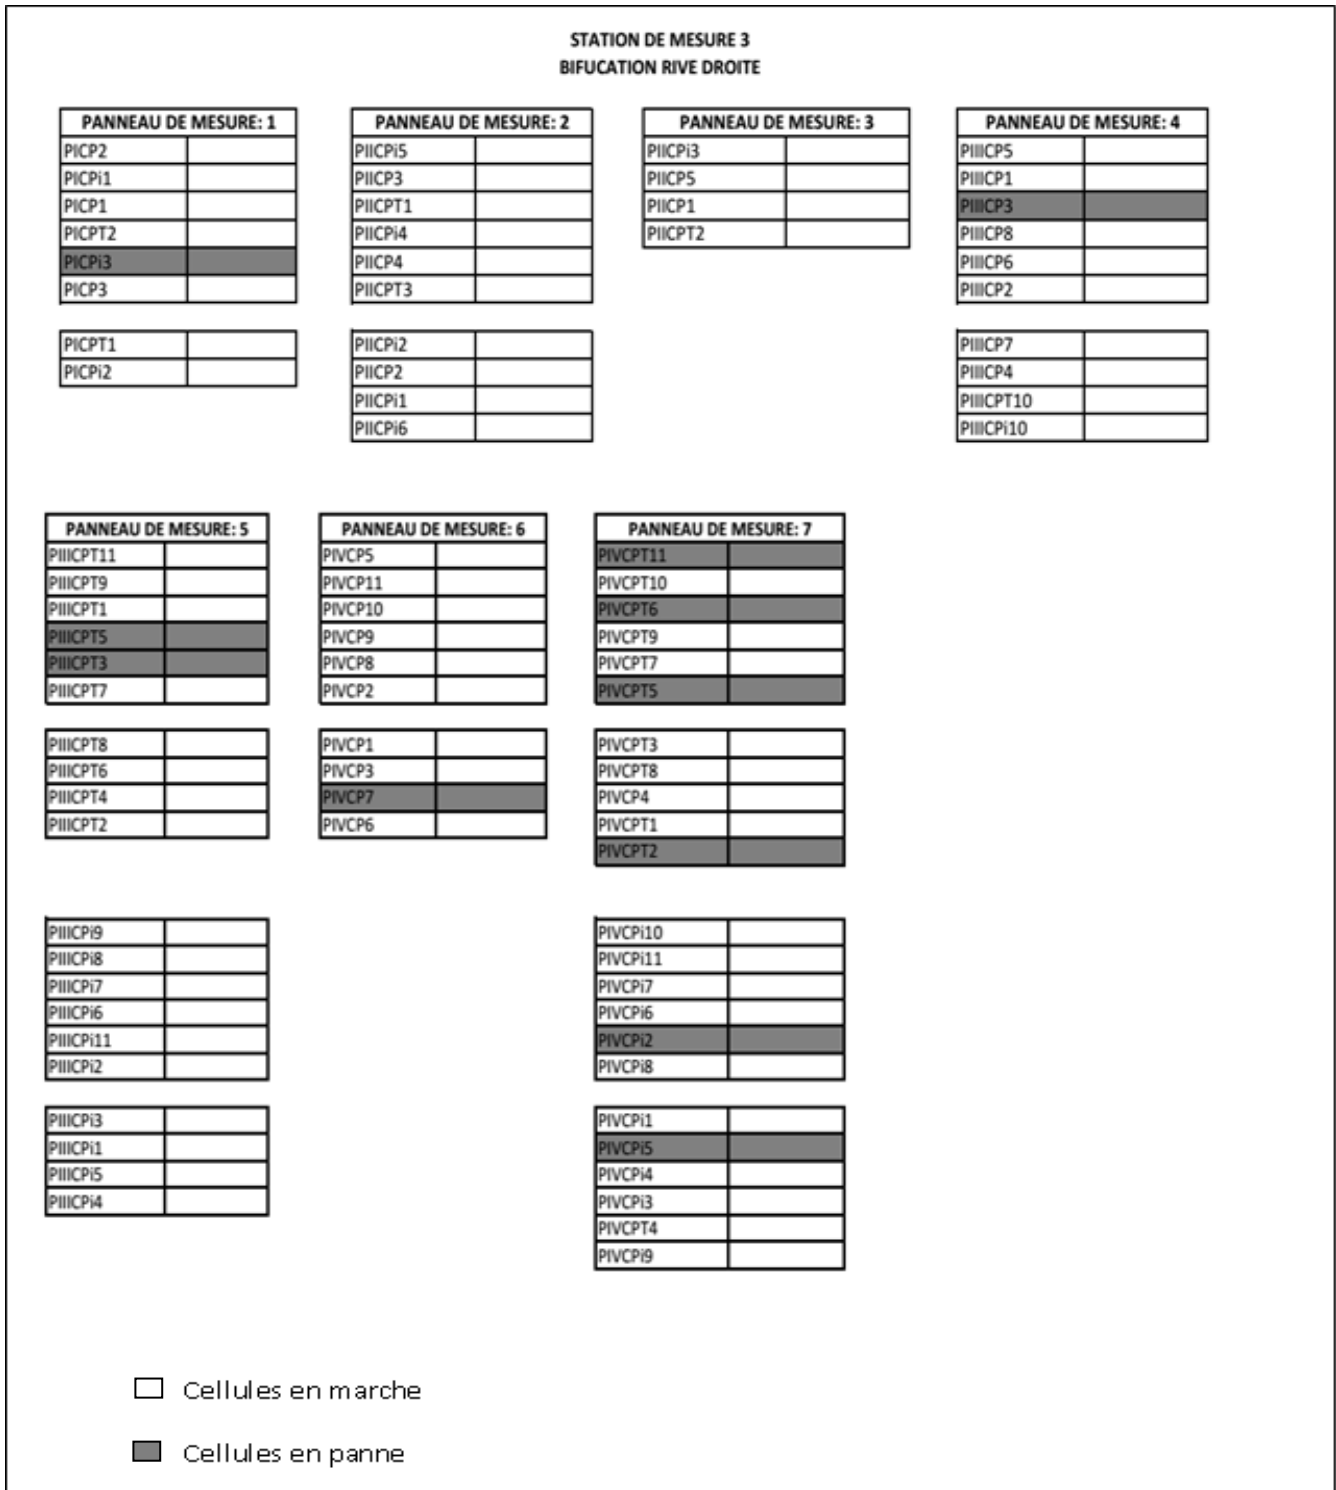 STATION DE MESURE 3
BIFUCATION RIVE DROITE
PANNEAU DE MESURE: 1
PICP2
PICPi1
PICP1
PICPT2
PICPi3
PICP3
PICPT1
PICPi2
PANNEAU DE MESURE: 2
PIICPi5
PIICP3
PIICPT1
PIICPi4
PIICP4
PIICPT3
PIICPi2
PIICP2
PIICPi1
PIICPi6
PANNEAU DE MESURE: 3
PIICPi3
PIICP5
PIICP1
PIICPT2
PANNEAU DE MESURE: 4
PIIICP5
PIIICP1
PIIICP3
PIIICP8
PIIICP6
PIIICP2
PIIICP7
PIIICP4
PIIICPT10
PIIICPi10
PANNEAU DE MESURE: 5
PIIICPT11
PIIICPT9
PIIICPT1
PIIICPT5
PIIICPT3
PIIICPT7
PIIICPT8
PIIICPT6
PIIICPT4
PIIICPT2
PIIICPi9
PIIICPi8
PIIICPi7
PIIICPi6
PIIICPi11
PIIICPi2
PIIICPi3
PIIICPi1
PIIICPi5
PIIICPi4
PANNEAU DE MESURE: 6
PIVCP5
PIVCP11
PIVCP10
PIVCP9
PIVCP8
PIVCP2
PIVCP1
PIVCP3
PIVCP7
PIVCP6
PANNEAU DE MESURE: 7
PIVCPT11
PIVCPT10
PIVCPT6
PIVCPT9
PIVCPT7
PIVCPT5
PIVCPT3
PIVCPT8
PIVCP4
PIVCPT1
PIVCPT2
PIVCPi10
PIVCPi11
PIVCPi7
PIVCPi6
PIVCPi2
PIVCPi8
PIVCPi1
PIVCPi5
PIVCPi4
PIVCPi3
PIVCPT4
PIVCPi9
Cellules en marche
Cellules en panne